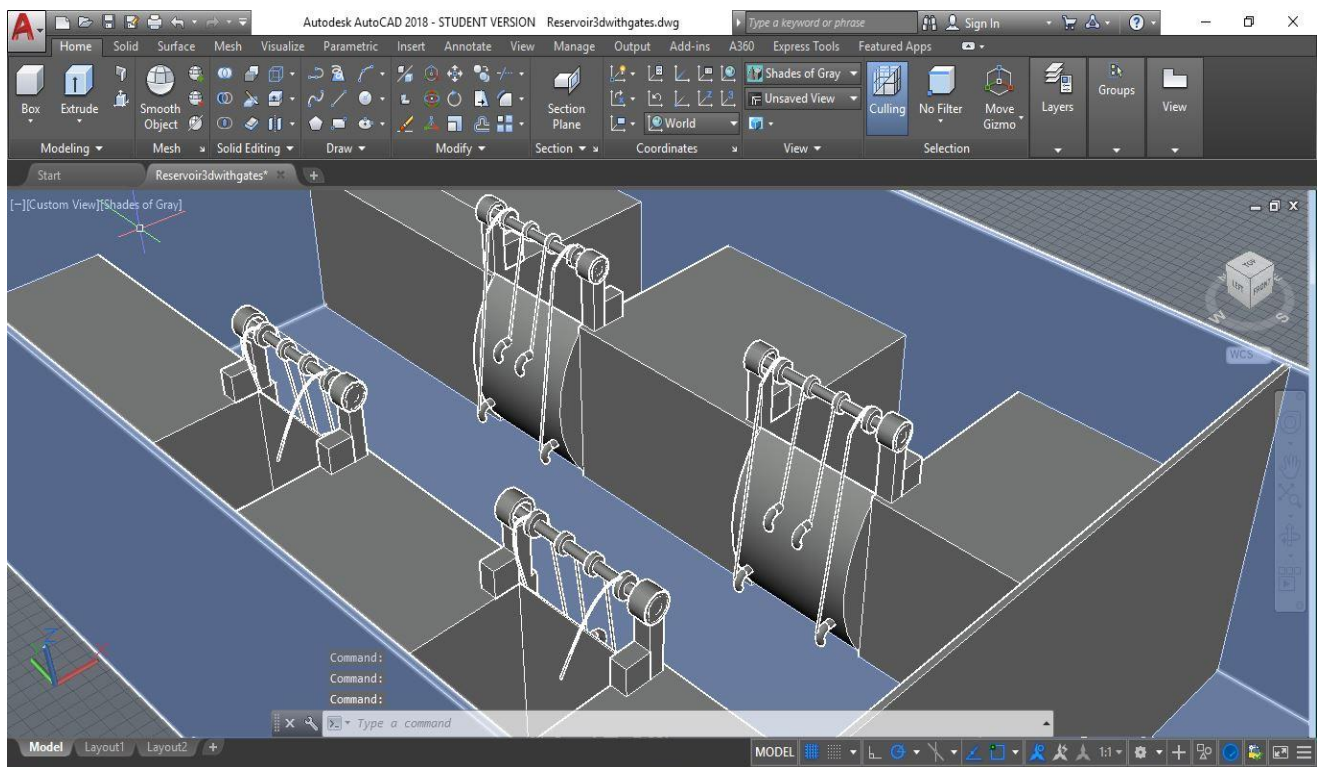 Autodesk AutoCAD 2018 - STUDENT VERSION Reservoir3dwithgates.dwg Type a keyword or phrase Sign In
Home Solid Surface Mesh Visualize Parametric Insert Annotate View Manage Output Add-ins A360 Express Tools Featured Apps
Shades of Gray
Unsaved View
World
Box Extrude Smooth Object Section Plane Culling No Filter Move Gizmo Layers Groups View
Modeling Mesh Solid Editing Draw Modify Section Coordinates View Selection
Start Reservoir3dwithgates* +
[−][Custom View][Shades of Gray]
TOP
LEFT FRONT
W S
WCS
Z
Command:
Command:
Command:
Type a command
Model Layout1 Layout2 + MODEL 1:1